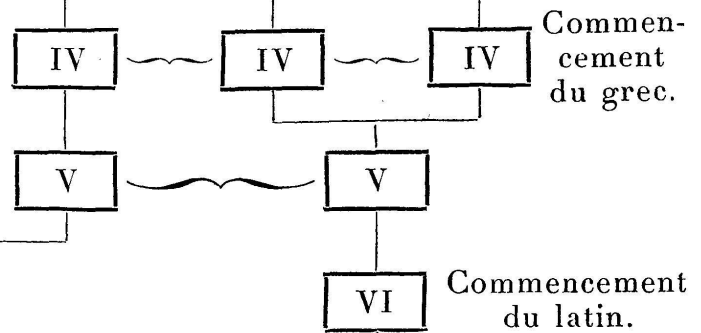 IV IV IV Commen-
cement
du grec.
V V
VI Commencement
du latin.